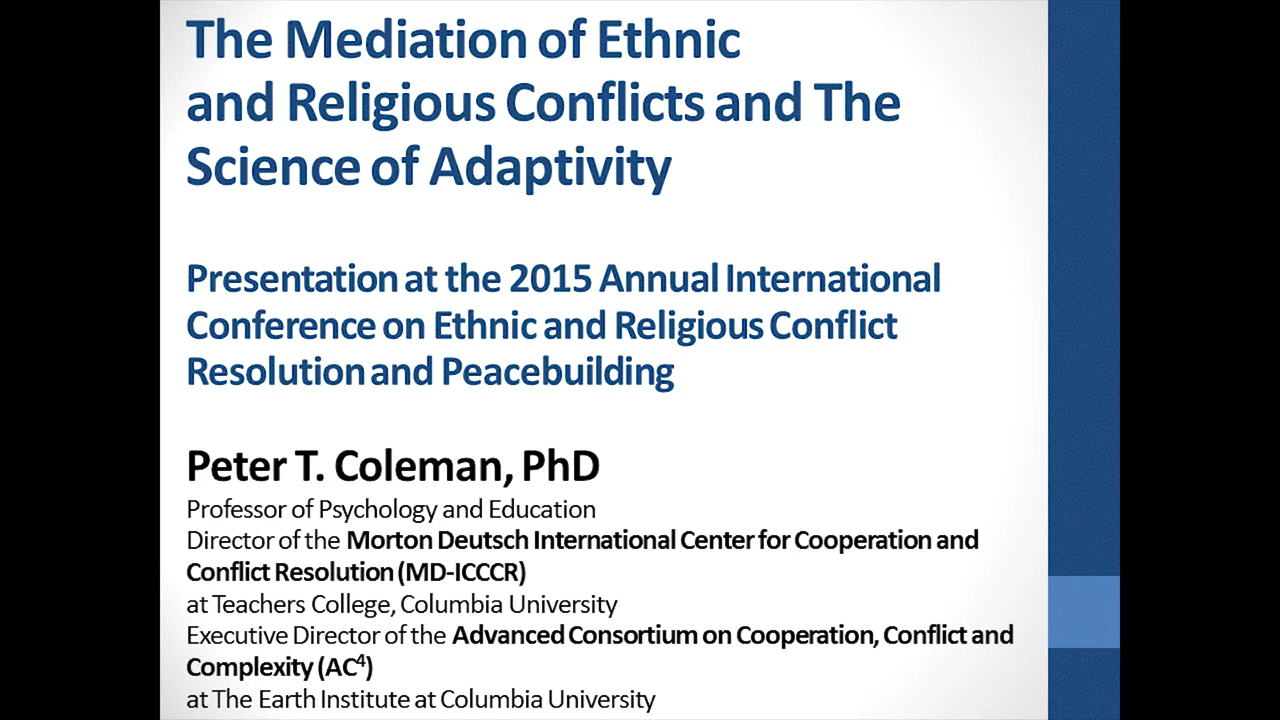 The Mediation of Ethnic
and Religious Conflicts and The
Science of Adaptivity
Presentation at the 2015 Annual International
Conference on Ethnic and Religious Conflict
Resolution and Peacebuilding
Peter T. Coleman, PhD
Professor of Psychology and Education
Director of the Morton Deutsch International Center for Cooperation and
Conflict Resolution (MD-ICCCR)
at Teachers College, Columbia University
Executive Director of the Advanced Consortium on Cooperation, Conflict and
Complexity (AC⁴)
at The Earth Institute at Columbia University